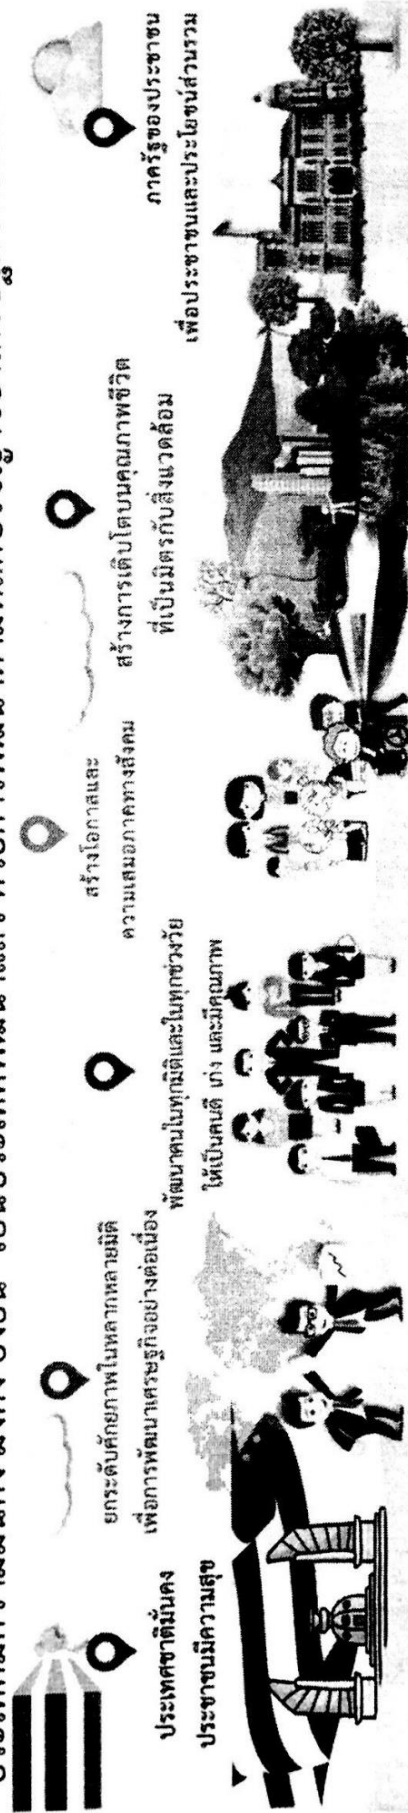 ประเทศชาติมั่นคง
ประชาชนมีความสุข
ยกระดับศักยภาพในหลากหลายมิติ
เพื่อการพัฒนาเศรษฐกิจอย่างต่อเนื่อง
พัฒนาคนในทุกมิติและในทุกช่วงวัย
ให้เป็นคนดี เก่ง และมีคุณภาพ
สร้างโอกาสและ
ความเสมอภาคทางสังคม
สร้างการเติบโตบนคุณภาพชีวิต
ที่เป็นมิตรกับสิ่งแวดล้อม
ภาครัฐของประชาชน
เพื่อประชาชนและประโยชน์ส่วนรวม